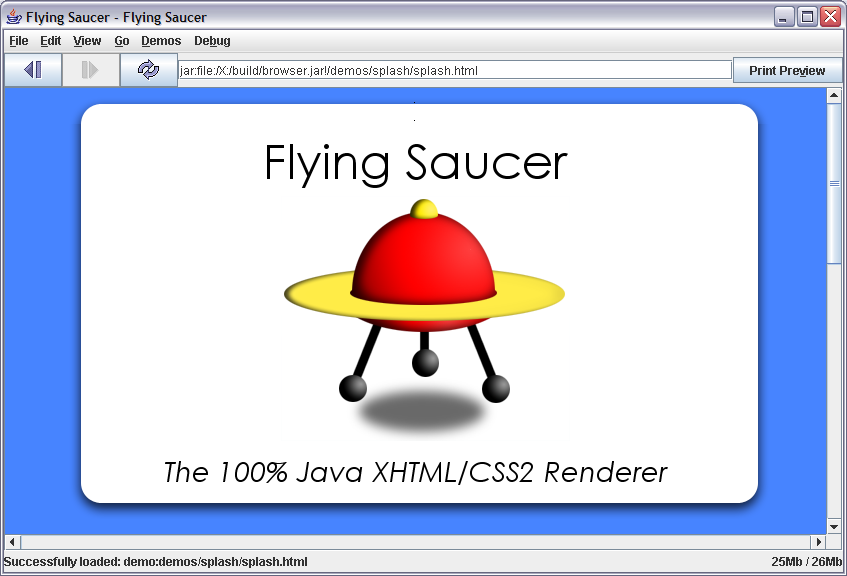 Flying Saucer - Flying Saucer
File Edit View Go Demos Debug
jar:file:/X:/build/browser.jar!/demos/splash/splash.html Print Preview
Flying Saucer
The 100% Java XHTML/CSS2 Renderer
Successfully loaded: demo:demos/splash/splash.html 25Mb / 26Mb